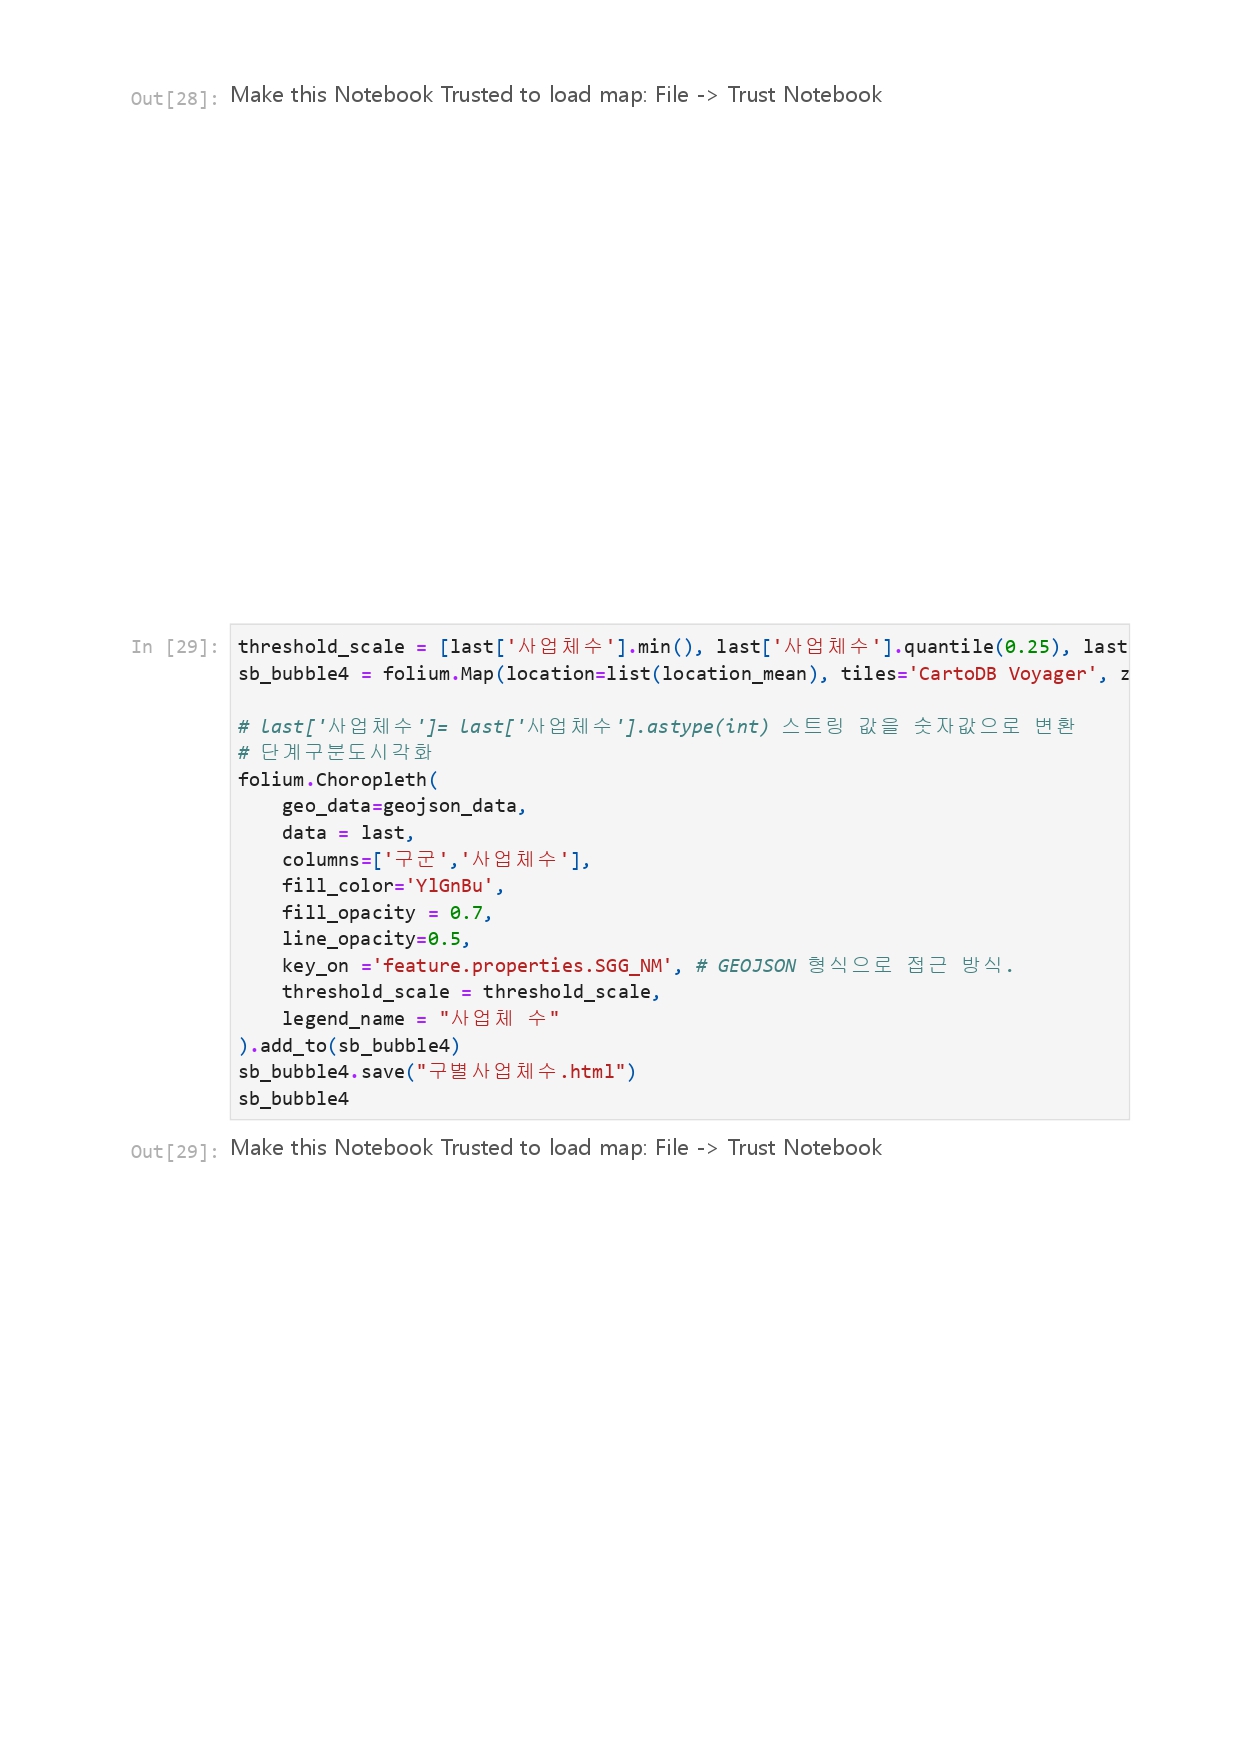 Out[28]: Make this Notebook Trusted to load map: File -> Trust Notebook
In [29]: threshold_scale = [last['사업체수'].min(), last['사업체수'].quantile(0.25), last
sb_bubble4 = folium.Map(location=list(location_mean), tiles='CartoDB Voyager', z
# last['사업체수']= last['사업체수'].astype(int) 스트링 값을 숫자값으로 변환
# 단계구분도시각화
folium.Choropleth(
    geo_data=geojson_data,
    data = last,
    columns=['구군','사업체수'],
    fill_color='YlGnBu',
    fill_opacity = 0.7,
    line_opacity=0.5,
    key_on ='feature.properties.SGG_NM', # GEOJSON 형식으로 접근 방식.
    threshold_scale = threshold_scale,
    legend_name = "사업체 수"
).add_to(sb_bubble4)
sb_bubble4.save("구별사업체수.html")
sb_bubble4
Out[29]: Make this Notebook Trusted to load map: File -> Trust Notebook